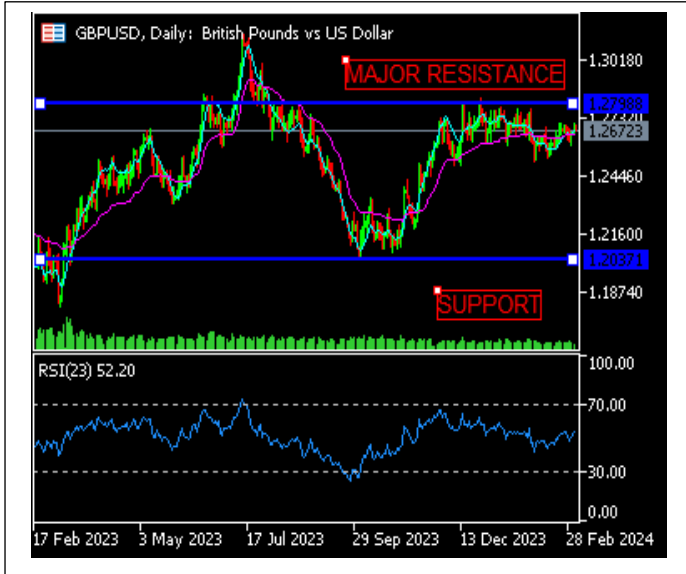 GBPUSD, Daily: British Pounds vs US Dollar
1.30180
MAJOR RESISTANCE
1.27988
1.27320
1.26723
1.24460
1.21600
1.20371
1.18740
SUPPORT
RSI(23) 52.20
100.00
70.00
30.00
0.00
17 Feb 2023 3 May 2023 17 Jul 2023 29 Sep 2023 13 Dec 2023 28 Feb 2024